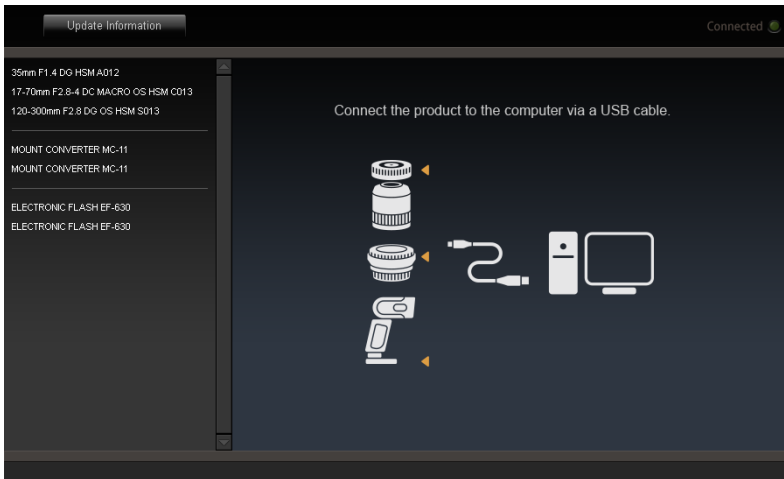 Update Information
Connected
35mm F1.4 DG HSM A012
17-70mm F2.8-4 DC MACRO OS HSM C013
120-300mm F2.8 DG OS HSM S013
MOUNT CONVERTER MC-11
MOUNT CONVERTER MC-11
ELECTRONIC FLASH EF-630
ELECTRONIC FLASH EF-630
Connect the product to the computer via a USB cable.